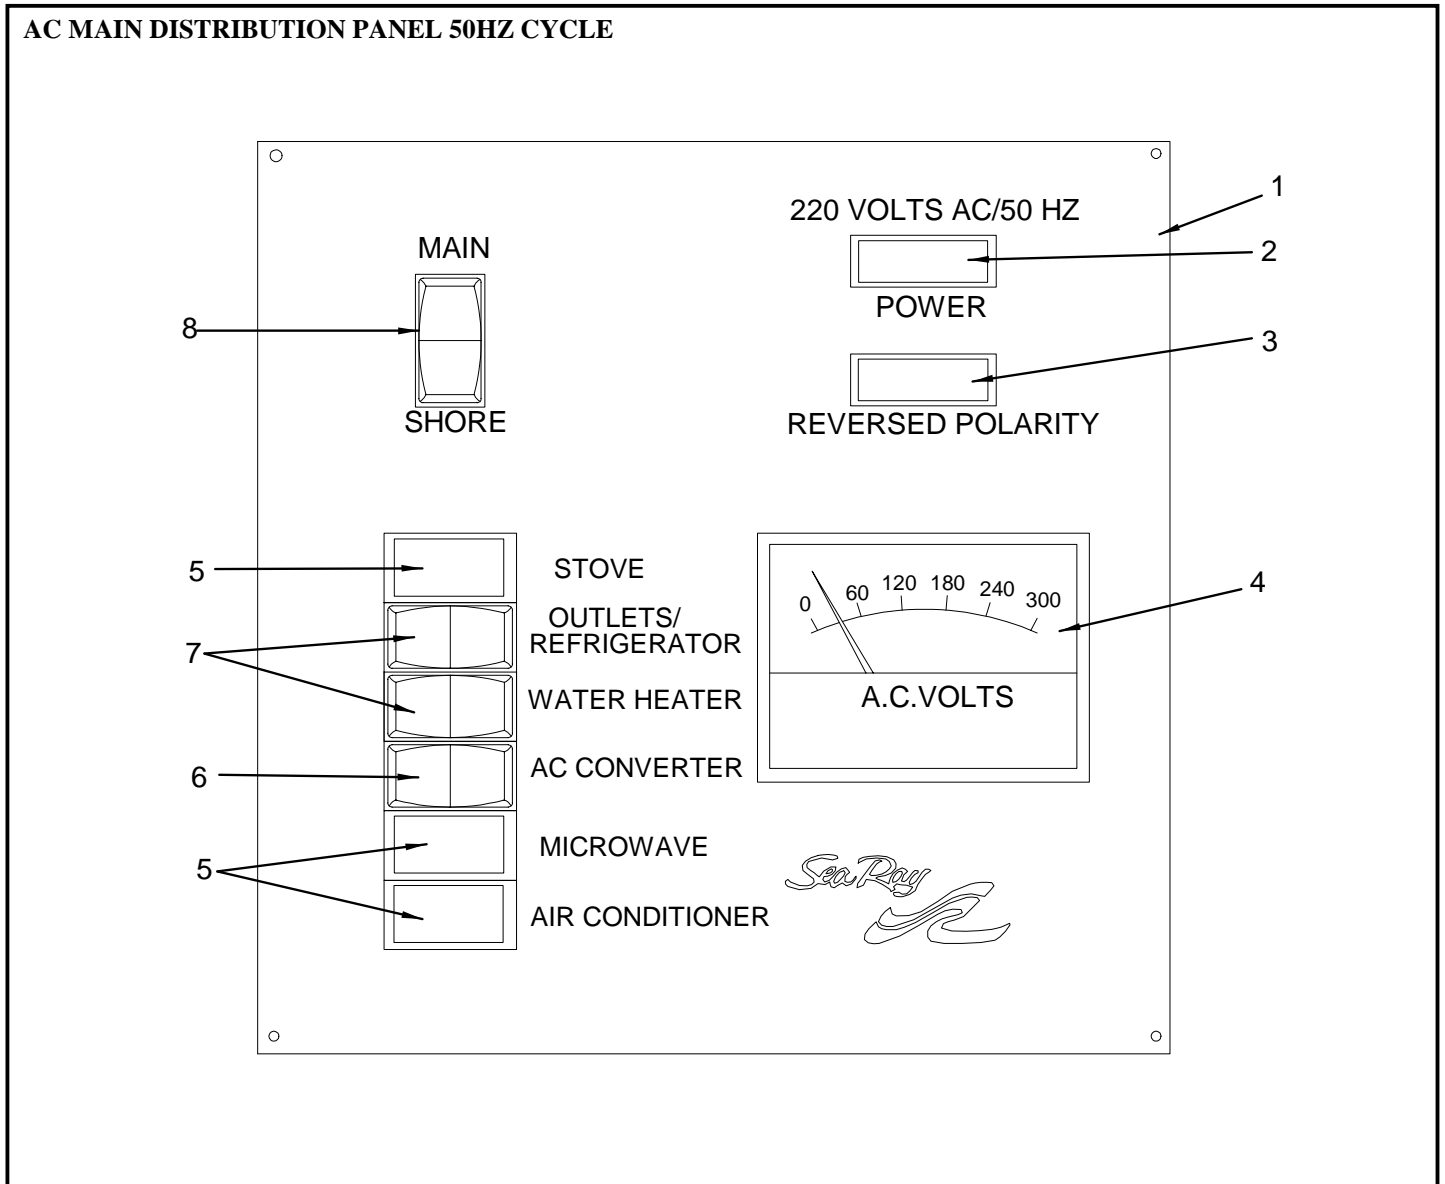 AC MAIN DISTRIBUTION PANEL 50HZ CYCLE
220 VOLTS AC/50 HZ
1
MAIN
2
POWER
8
3
SHORE
REVERSED POLARITY
5
STOVE
0 60 120 180 240 300
4
OUTLETS/
REFRIGERATOR
7
WATER HEATER
A.C.VOLTS
6
AC CONVERTER
MICROWAVE
5
Sea Ray
AIR CONDITIONER